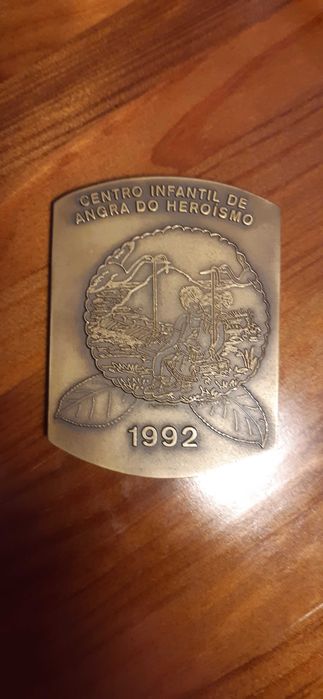 CENTRO INFANTIL DE
ANGRA DO HEROÍSMO
1992